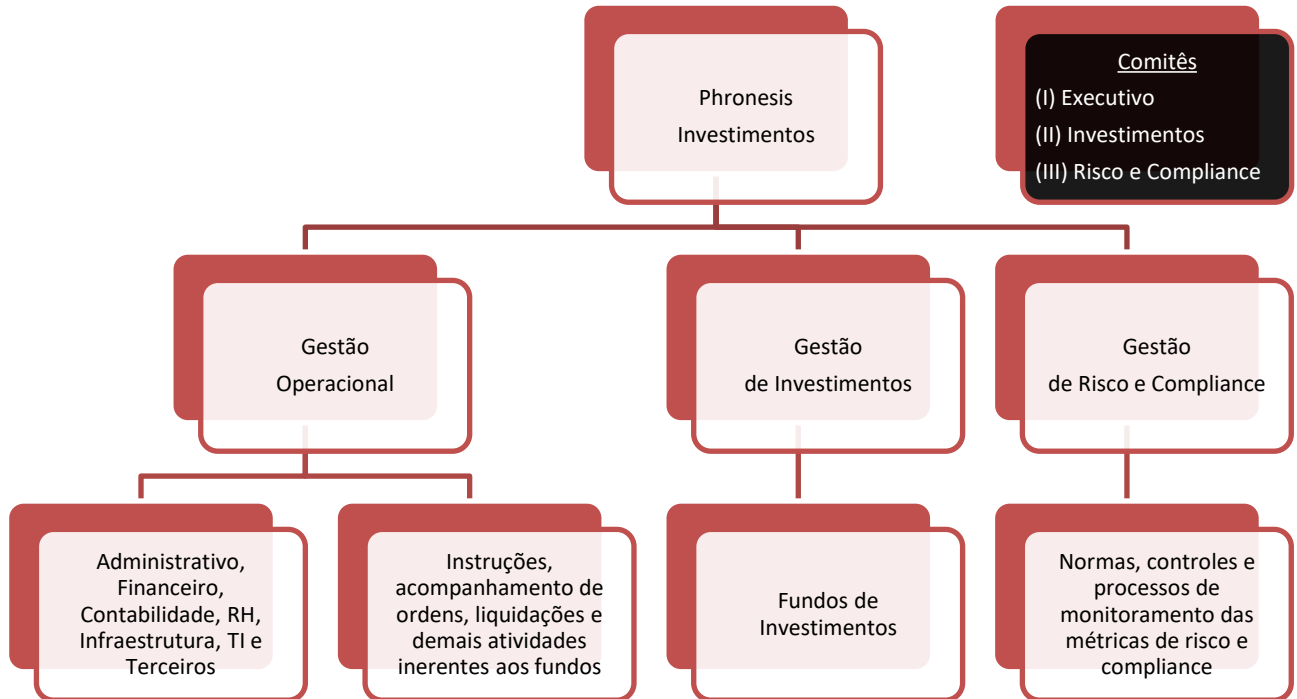 Phronesis
Investimentos
Comitês
(I) Executivo
(II) Investimentos
(III) Risco e Compliance
Gestão
Operacional
Gestão
de Investimentos
Gestão
de Risco e Compliance
Administrativo,
Financeiro,
Contabilidade, RH,
Infraestrutura, TI e
Terceiros
Instruções,
acompanhamento de
ordens, liquidações e
demais atividades
inerentes aos fundos
Fundos de
Investimentos
Normas, controles e
processos de
monitoramento das
métricas de risco e
compliance